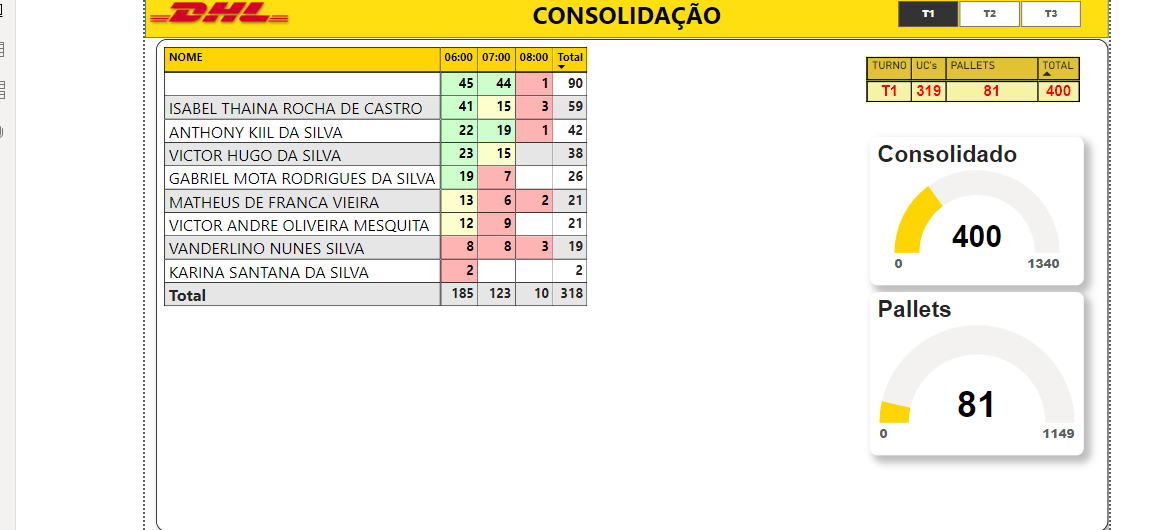 DHL
CONSOLIDAÇÃO
T1 T2 T3
NOME 06:00 07:00 08:00 Total
45 44 1 90
ISABEL THAINA ROCHA DE CASTRO 41 15 3 59
ANTHONY KIIL DA SILVA 22 19 1 42
VICTOR HUGO DA SILVA 23 15 38
GABRIEL MOTA RODRIGUES DA SILVA 19 7 26
MATHEUS DE FRANCA VIEIRA 13 6 2 21
VICTOR ANDRE OLIVEIRA MESQUITA 12 9 21
VANDERLINO NUNES SILVA 8 8 3 19
KARINA SANTANA DA SILVA 2 2
Total 185 123 10 318
TURNO UC's PALLETS TOTAL
T1 319 81 400
Consolidado
400
0 1340
Pallets
81
0 1149